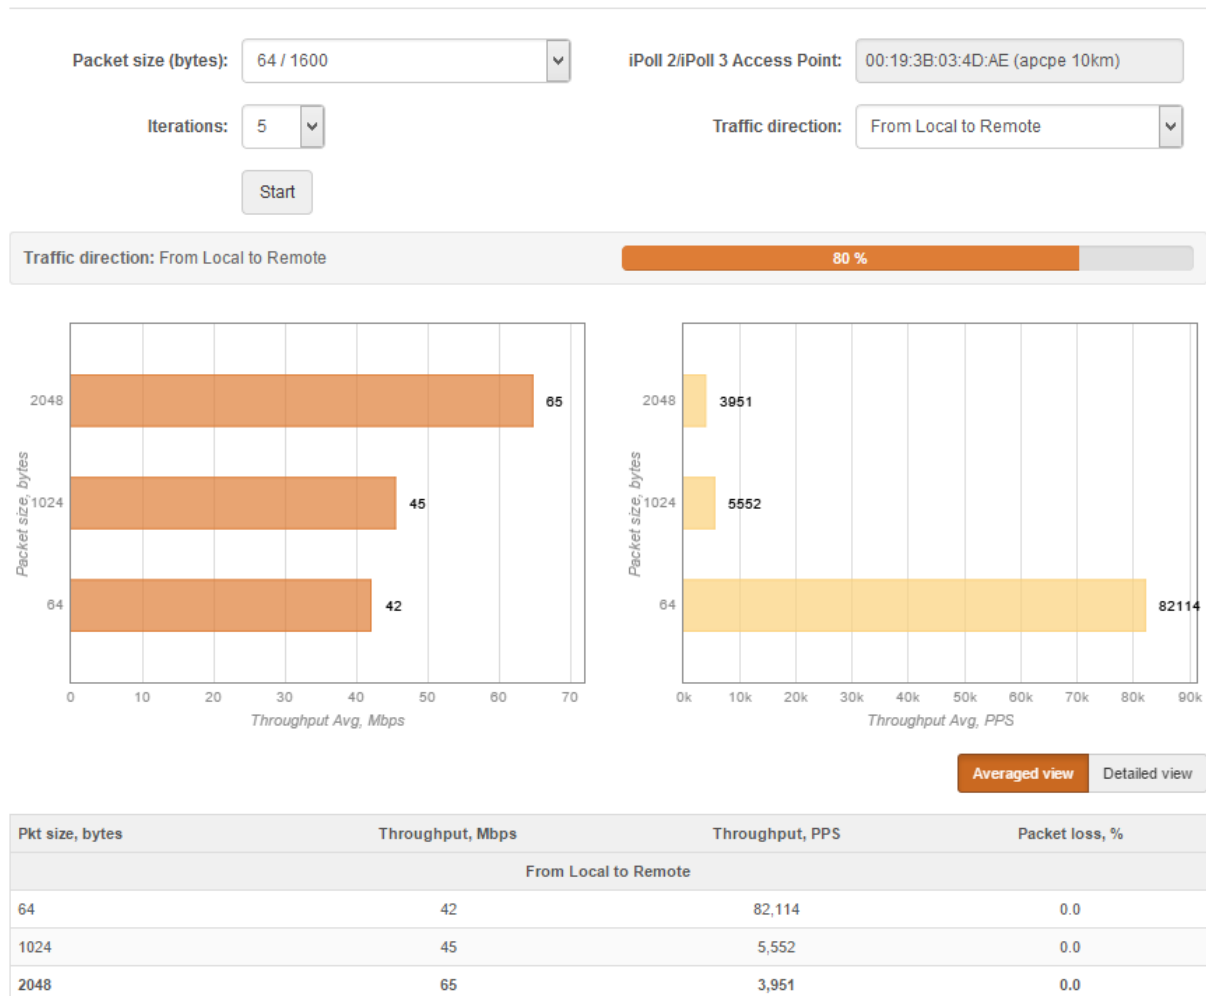 Packet size (bytes): 64 / 1600 iPoll 2/iPoll 3 Access Point: 00:19:3B:03:4D:AE (apcpe 10km)
Iterations: 5 Traffic direction: From Local to Remote
Start
Traffic direction: From Local to Remote 80 %
2048 65
1024 45
64 42
Packet size, bytes
0 10 20 30 40 50 60 70
Throughput Avg, Mbps
2048 3951
1024 5552
64 82114
Packet size, bytes
0k 10k 20k 30k 40k 50k 60k 70k 80k 90k
Throughput Avg, PPS
Averaged view Detailed view
Pkt size, bytes Throughput, Mbps Throughput, PPS Packet loss, %
From Local to Remote
64 42 82,114 0.0
1024 45 5,552 0.0
2048 65 3,951 0.0